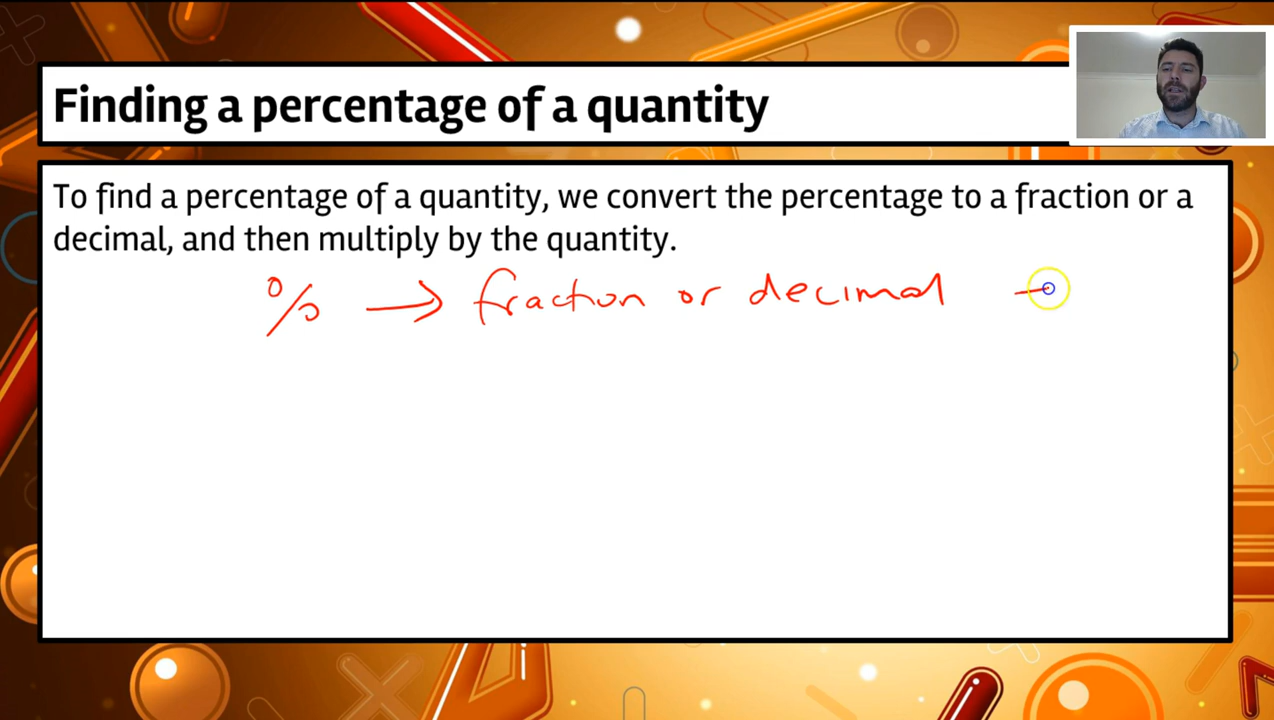 Finding a percentage of a quantity
To find a percentage of a quantity, we convert the percentage to a fraction or a
decimal, and then multiply by the quantity.
% → fraction or decimal